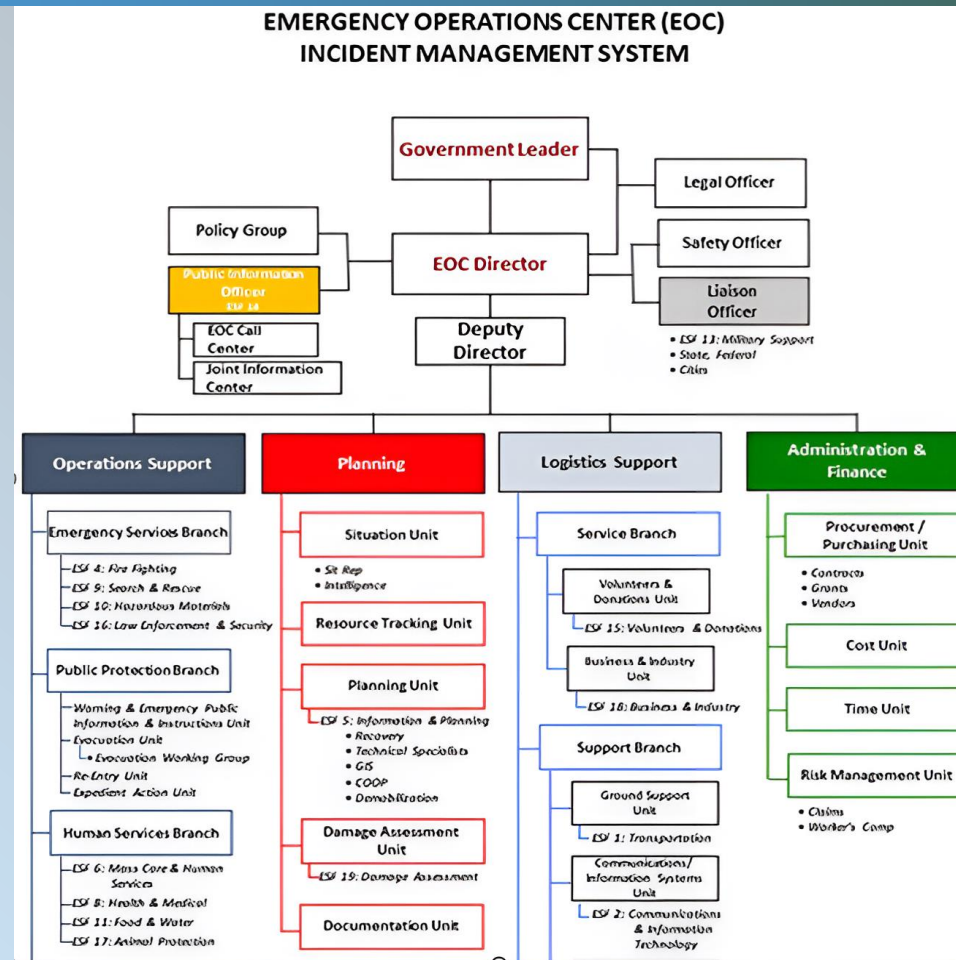 EMERGENCY OPERATIONS CENTER (EOC)
INCIDENT MANAGEMENT SYSTEM
Government Leader
Legal Officer
Policy Group
Safety Officer
EOC Director
Public Information
Officer
ESF 14
Liaison
Officer
EOC Call
Center
Deputy
Director
• ESF 13: Military Support
• State, Federal
• Cities
Joint Information
Center
Operations Support
Emergency Services Branch
ESF 4: Fire Fighting
ESF 9: Search & Rescue
ESF 10: Hazardous Materials
ESF 16: Law Enforcement & Security
Public Protection Branch
Warning & Emergency Public
Information & Instructions Unit
Evacuation Unit
• Evacuation Working Group
Re-Entry Unit
Expedient Action Unit
Human Services Branch
ESF 6: Mass Care & Human
Services
ESF 8: Health & Medical
ESF 11: Food & Water
ESF 17: Animal Protection
Planning
Situation Unit
• Sit Rep
• Intelligence
Resource Tracking Unit
Planning Unit
ESF 5: Information & Planning
• Recovery
• Technical Specialists
• GIS
• COOP
• Demobilization
Damage Assessment
Unit
ESF 19: Damage Assessment
Documentation Unit
Logistics Support
Service Branch
Volunteers &
Donations Unit
ESF 15: Volunteers & Donations
Business & Industry
Unit
ESF 18: Business & Industry
Support Branch
Ground Support
Unit
ESF 1: Transportation
Communications/
Information Systems
Unit
ESF 2: Communications
& Information
Technology
Administration &
Finance
Procurement /
Purchasing Unit
• Contracts
• Grants
• Vendors
Cost Unit
Time Unit
Risk Management Unit
• Claims
• Worker's Comp